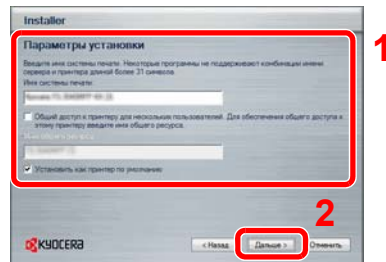 Installer
Параметры установки
Введите имя системы печати. Некоторые программы не поддерживают комбинации имени
сервера и принтера длиной более 31 символа.
Имя системы печати:
Общий доступ к принтеру для нескольких пользователей. Для обеспечения общего доступа к
этому принтеру введите имя общего ресурса.
Установить как принтер по умолчанию
1
2
KYOCERA
< Назад
Дальше >
Отменить